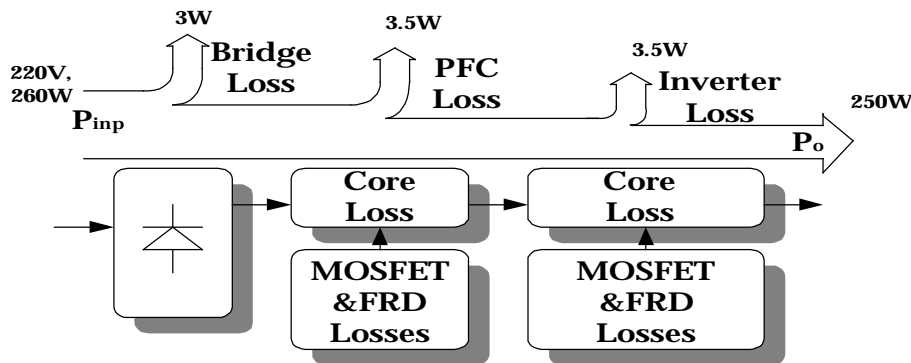 3W
Bridge
Loss
3.5W
PFC
Loss
3.5W
Inverter
Loss
220V,
260W
Pinp
250W
Po
Core
Loss
Core
Loss
MOSFET
&FRD
Losses
MOSFET
&FRD
Losses